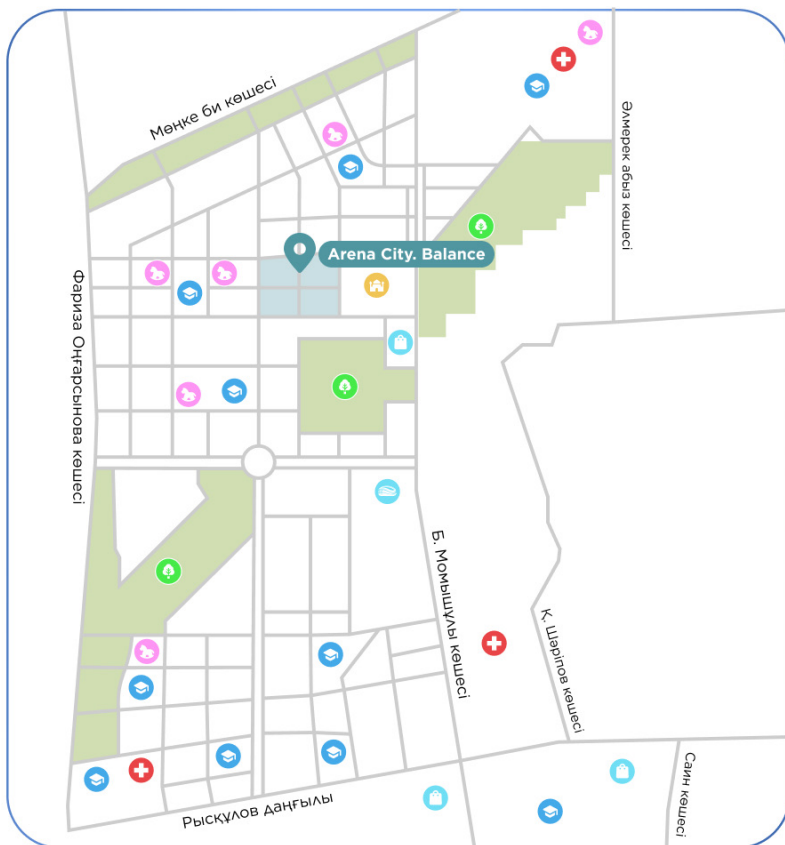 Мөңке би көшесі
Әлмерек абыз көшесі
Arena City. Balance
Фариза Оңғарсынова көшесі
Б. Момышұлы көшесі
Қ. Шәріпов көшесі
Саин көшесі
Рысқұлов даңғылы